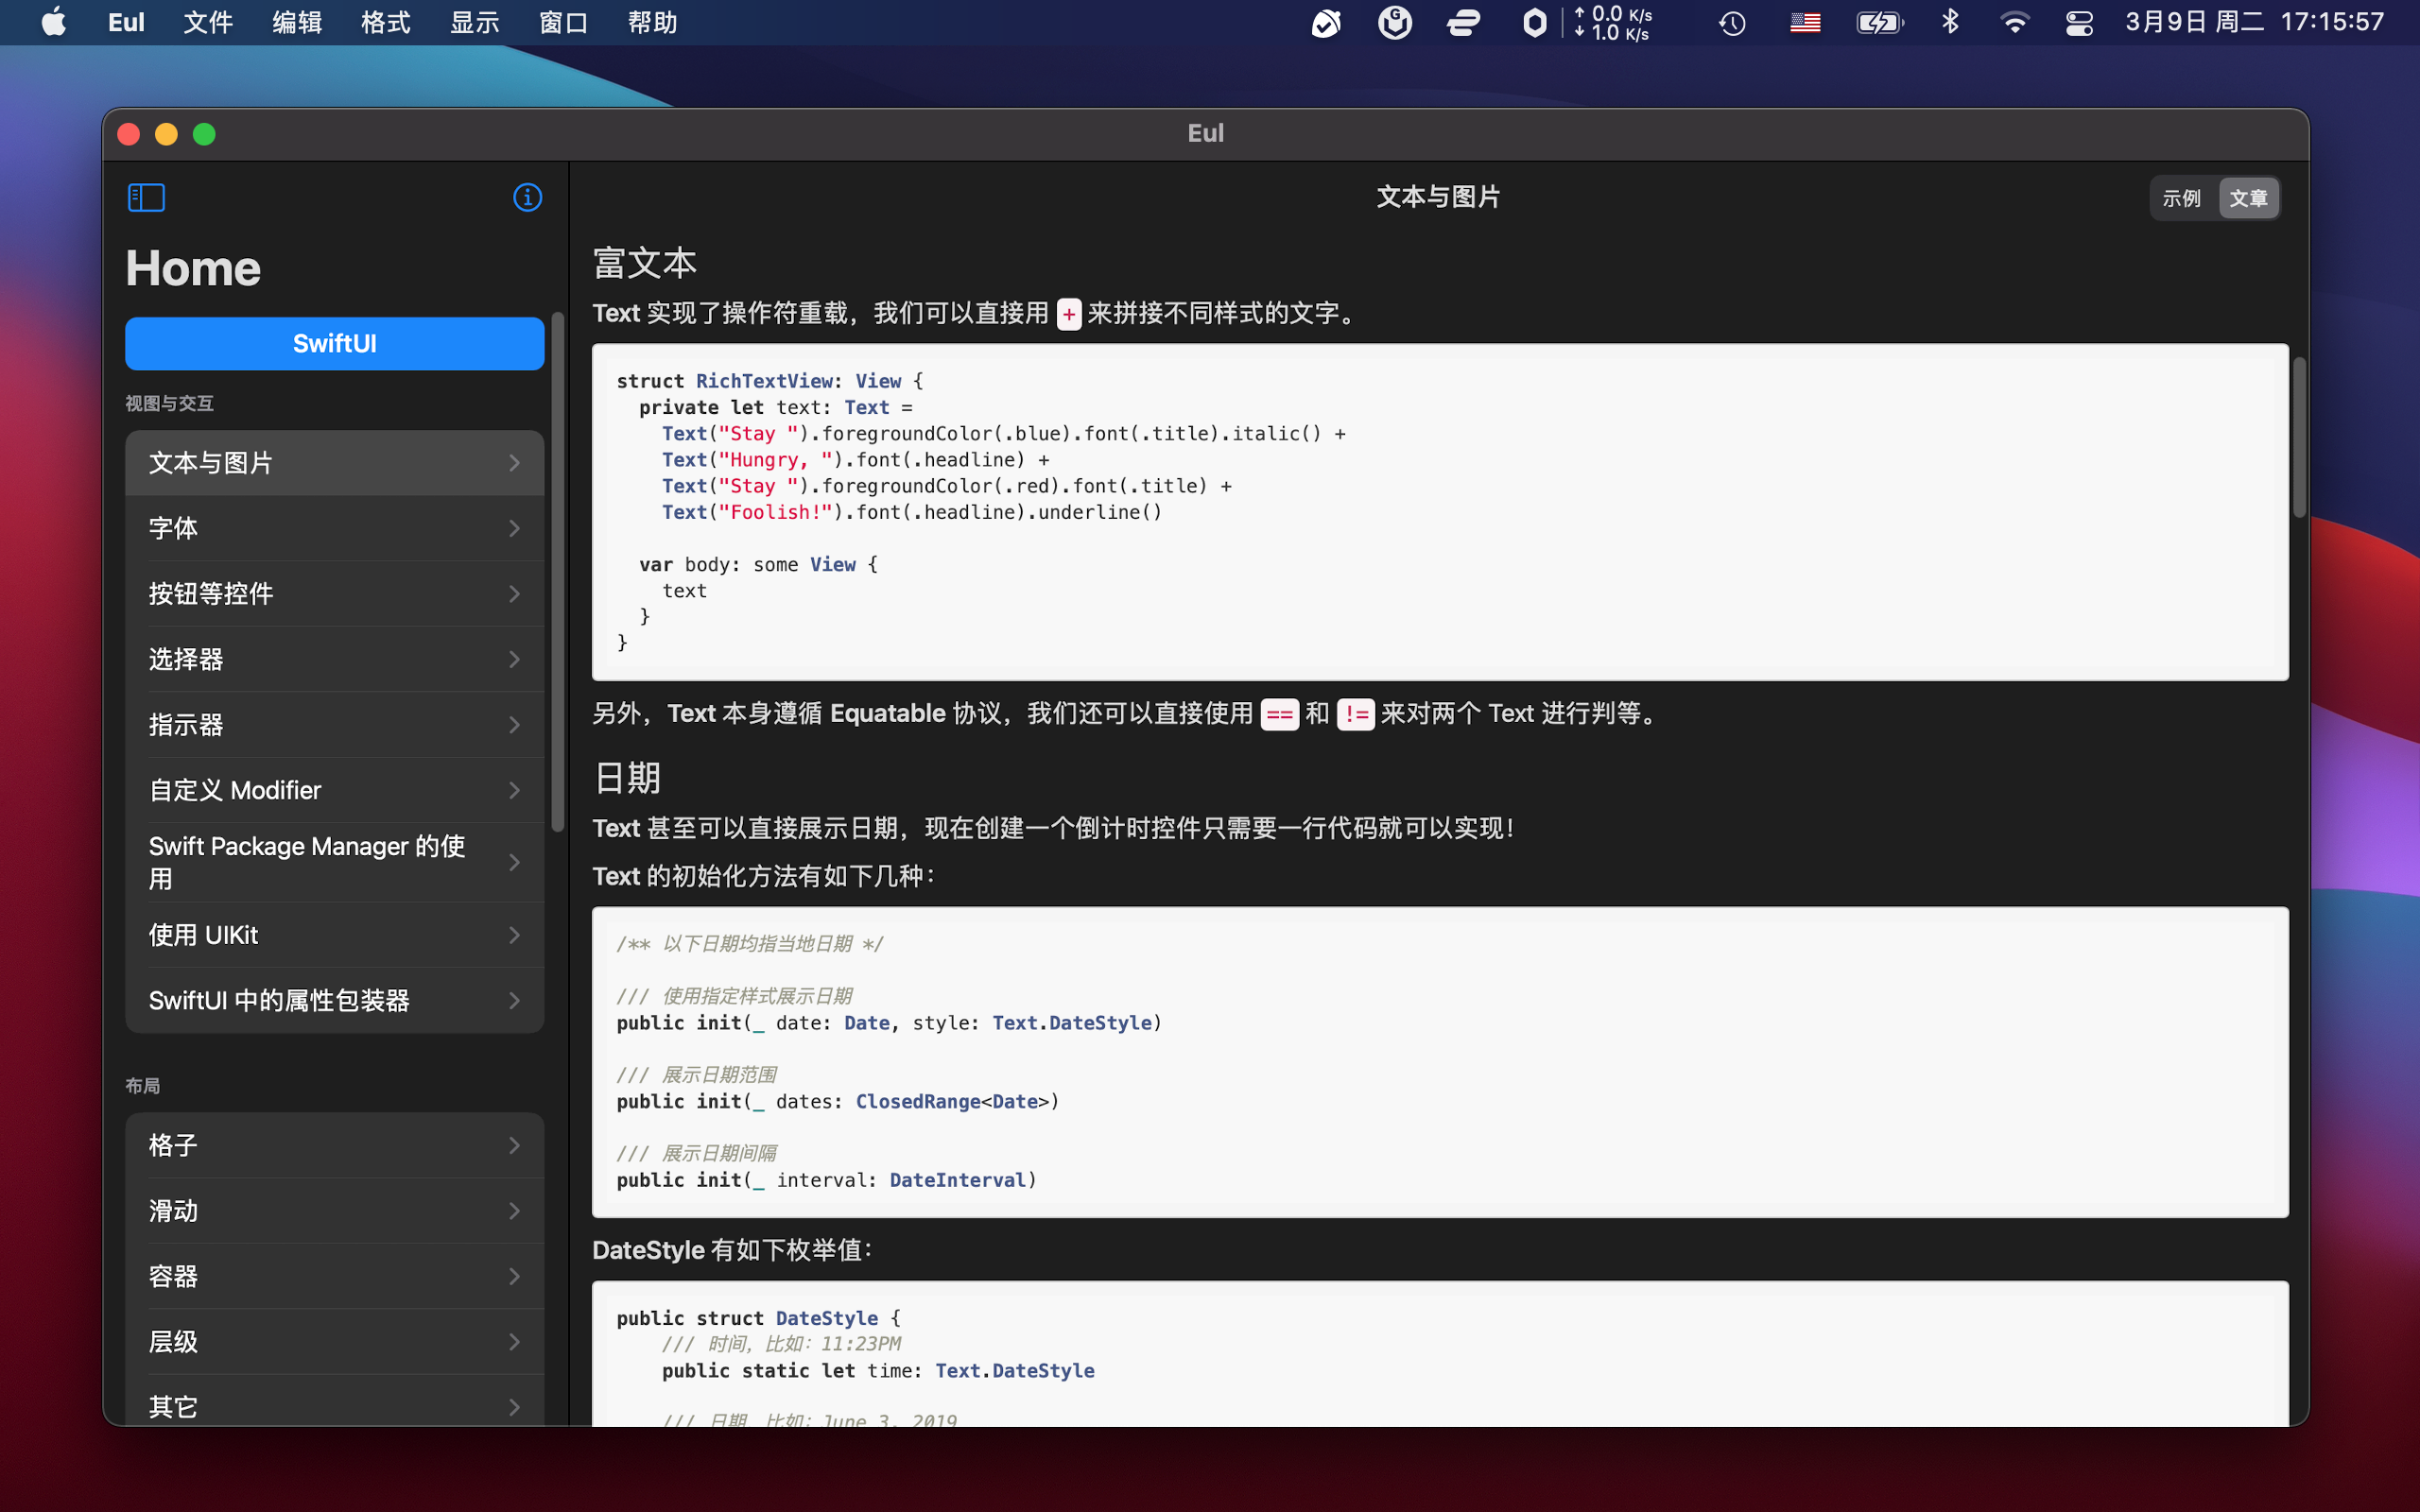 Eul 文件 编辑 格式 显示 窗口 帮助 ↑ 0.0 K/s ↓ 1.0 K/s 3月9日 周二 17:15:57
Eul
Home
SwiftUI
视图与交互
文本与图片
字体
按钮等控件
选择器
指示器
自定义 Modifier
Swift Package Manager 的使
用
使用 UIKit
SwiftUI 中的属性包装器
布局
格子
滑动
容器
层级
其它
文本与图片
示例 文章
富文本
Text 实现了操作符重载，我们可以直接用 + 来拼接不同样式的文字。
struct RichTextView: View {
  private let text: Text =
    Text("Stay ").foregroundColor(.blue).font(.title).italic() +
    Text("Hungry, ").font(.headline) +
    Text("Stay ").foregroundColor(.red).font(.title) +
    Text("Foolish!").font(.headline).underline()
  var body: some View {
    text
  }
}
另外，Text 本身遵循 Equatable 协议，我们还可以直接使用 == 和 != 来对两个 Text 进行判等。
日期
Text 甚至可以直接展示日期，现在创建一个倒计时控件只需要一行代码就可以实现！
Text 的初始化方法有如下几种：
/** 以下日期均指当地日期 */
/// 使用指定样式展示日期
public init(_ date: Date, style: Text.DateStyle)
/// 展示日期范围
public init(_ dates: ClosedRange<Date>)
/// 展示日期间隔
public init(_ interval: DateInterval)
DateStyle 有如下枚举值：
public struct DateStyle {
    /// 时间，比如：11:23PM
    public static let time: Text.DateStyle
    /// 日期，比如：June 3, 2019